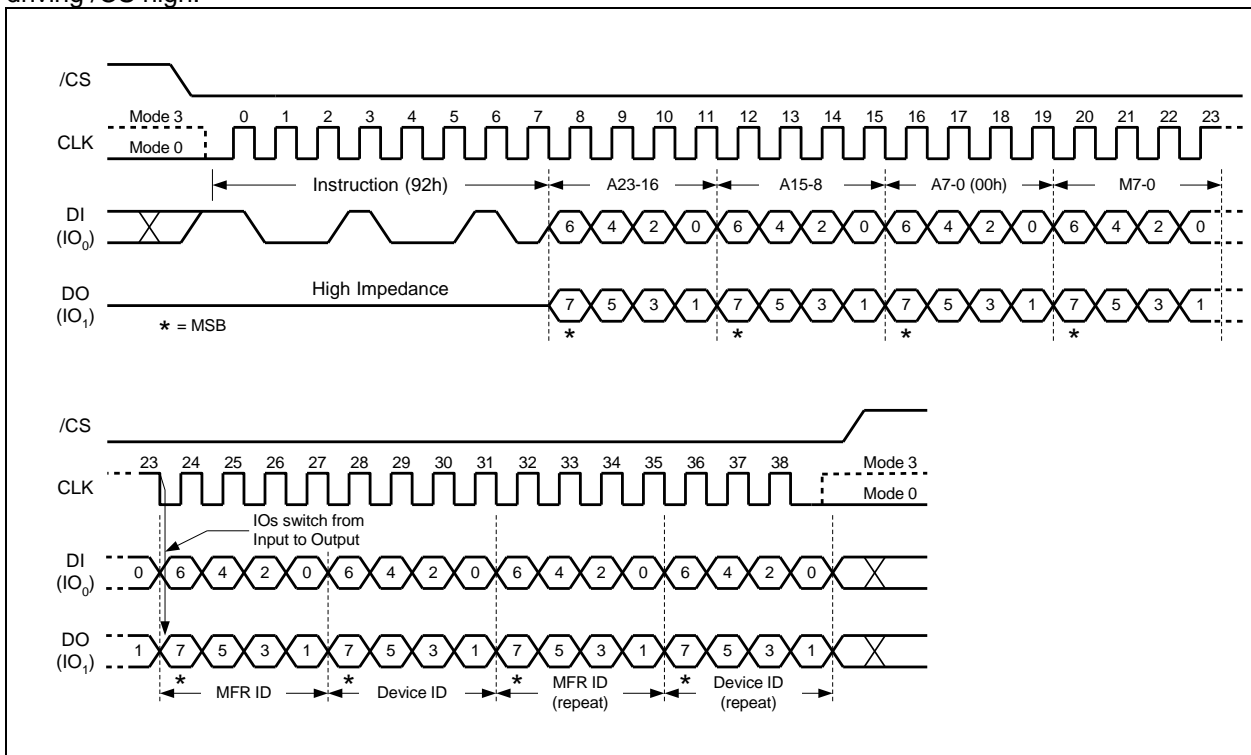 driving /CS high.
/CS
Mode 3 0 1 2 3 4 5 6 7 8 9 10 11 12 13 14 15 16 17 18 19 20 21 22 23
CLK Mode 0
Instruction (92h) A23-16 A15-8 A7-0 (00h) M7-0
DI
(IO0) 6 4 2 0 6 4 2 0 6 4 2 0 6 4 2 0
High Impedance
DO
(IO1) 7 5 3 1 7 5 3 1 7 5 3 1 7 5 3 1
* = MSB * * * *
/CS
23 24 25 26 27 28 29 30 31 32 33 34 35 36 37 38 Mode 3
CLK Mode 0
IOs switch from
Input to Output
DI
(IO0) 0 6 4 2 0 6 4 2 0 6 4 2 0 6 4 2 0
DO
(IO1) 1 7 5 3 1 7 5 3 1 7 5 3 1 7 5 3 1
* * * *
MFR ID Device ID MFR ID Device ID
(repeat) (repeat)